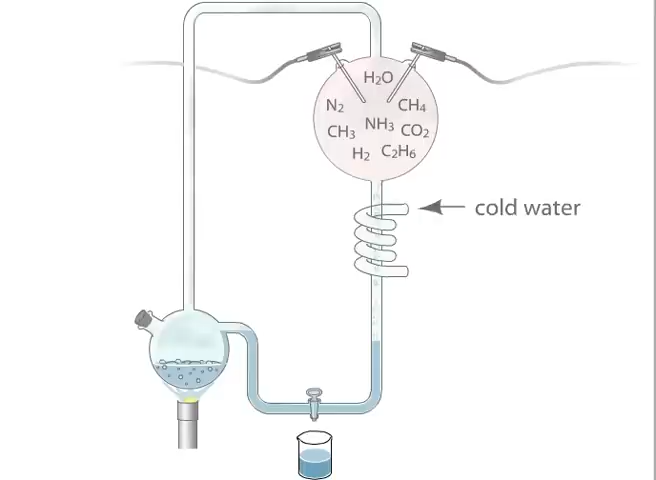 H₂O
N₂
CH₄
CH₃
NH₃
CO₂
H₂
C₂H₆
cold water